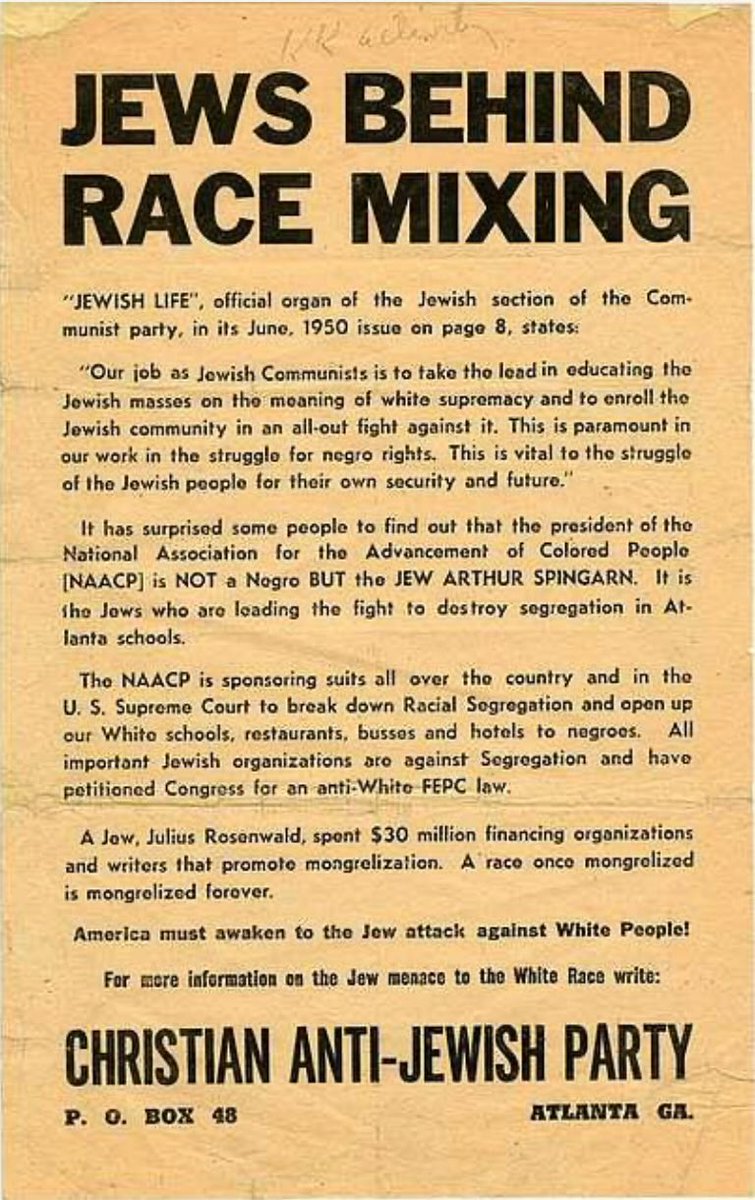 KK activity
JEWS BEHIND
RACE MIXING
"JEWISH LIFE", official organ of the Jewish section of the Com-
munist party, in its June, 1950 issue on page 8, states:
"Our job as Jewish Communists is to take the lead in educating the
Jewish masses on the meaning of white supremacy and to enroll the
Jewish community in an all-out fight against it. This is paramount in
our work in the struggle for negro rights. This is vital to the struggle
of the Jewish people for their own security and future."
It has surprised some people to find out that the president of the
National Association for the Advancement of Colored People
[NAACP] is NOT a Negro BUT the JEW ARTHUR SPINGARN. It is
the Jews who are leading the fight to destroy segregation in At-
lanta schools.
The NAACP is sponsoring suits all over the country and in the
U. S. Supreme Court to break down Racial Segregation and open up
our White schools, restaurants, busses and hotels to negroes. All
important Jewish organizations are against Segregation and have
petitioned Congress for an anti-White FEPC law.
A Jew, Julius Rosenwald, spent $30 million financing organizations
and writers that promote mongrelization. A race once mongrelized
is mongrelized forever.
America must awaken to the Jew attack against White People!
For more information on the Jew menace to the White Race write:
CHRISTIAN ANTI-JEWISH PARTY
P. O. BOX 48 ATLANTA GA.